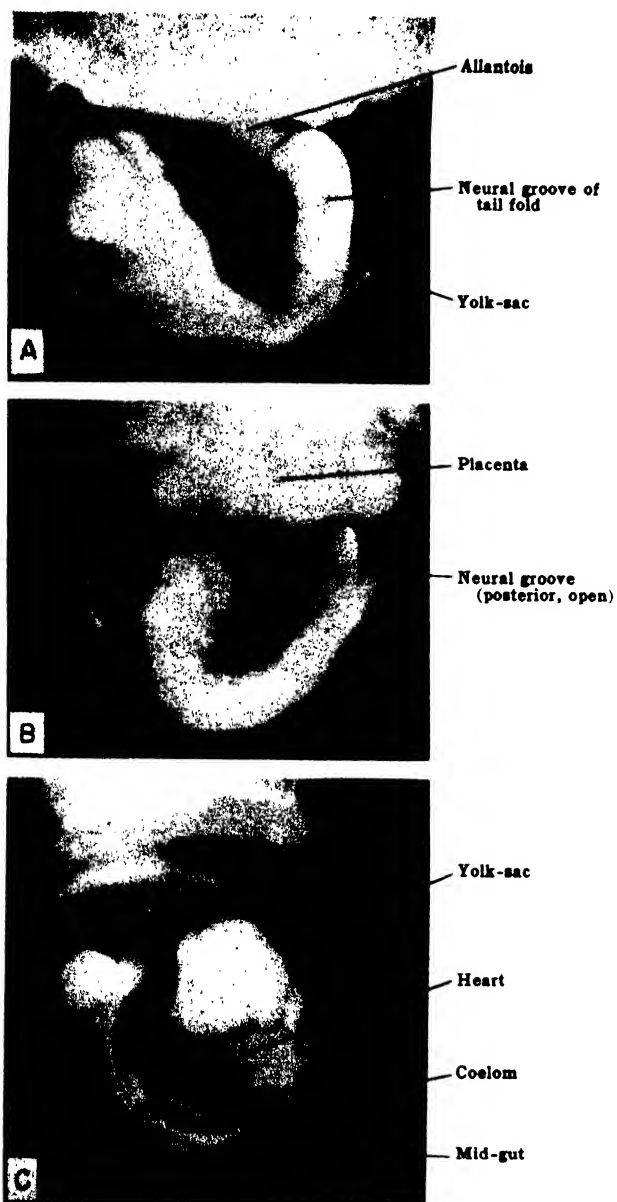 Allantois
Neural groove of
tail fold
Yolk-sac
A
Placenta
Neural groove
(posterior, open)
B
Yolk-sac
Heart
Coelom
Mid-gut
C